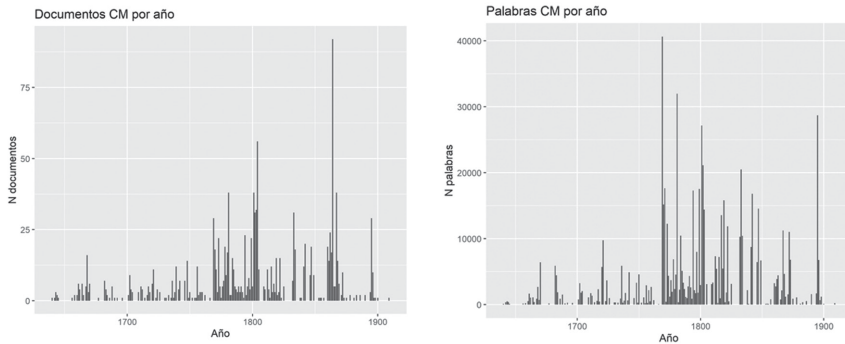 Documentos CM por año
N documentos
75
50
25
0
1700
1800
1900
Año
Palabras CM por año
N palabras
40000
30000
20000
10000
0
1700
1800
1900
Año